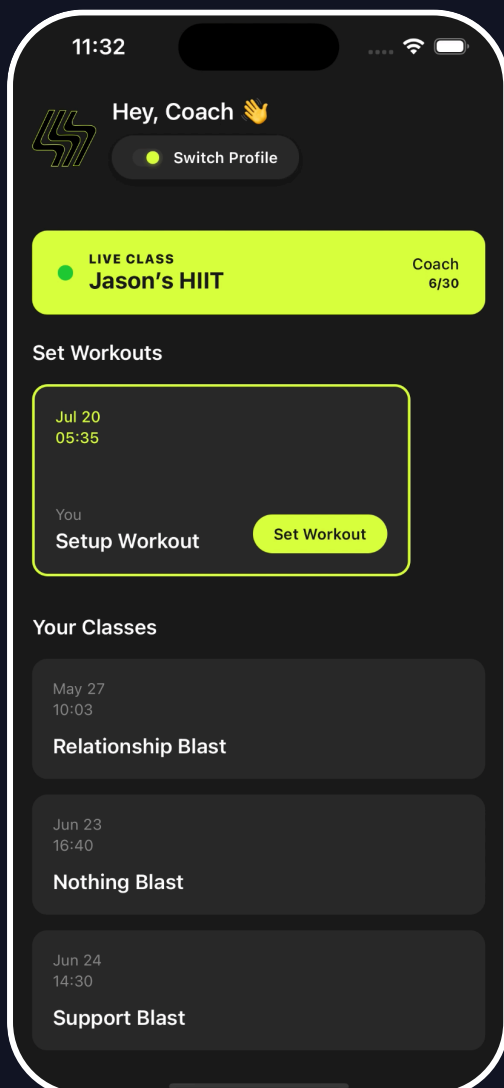 11:32
Hey, Coach 👋
Switch Profile
LIVE CLASS
Jason’s HIIT
Coach
6/30
Set Workouts
Jul 20
05:35
You
Setup Workout
Set Workout
Your Classes
May 27
10:03
Relationship Blast
Jun 23
16:40
Nothing Blast
Jun 24
14:30
Support Blast